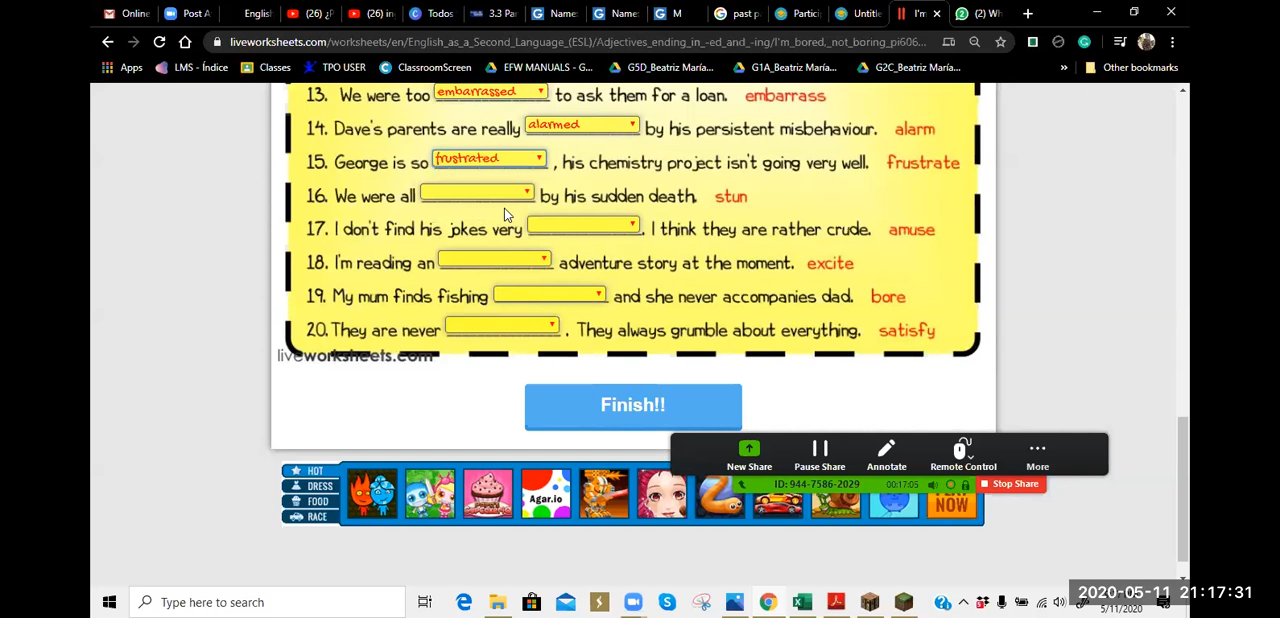 Online
Post A
English
(26) ¿P
(26) in
Todos
3.3 Par
Name:
Name:
M
past p
Partici
Untitle
I'm
(2) Wh
liveworksheets.com/worksheets/en/English_as_a_Second_Language_(ESL)/Adjectives_ending_in_-ed_and_-ing/I'm_bored,_not_boring_pi606...
Apps
LMS - Índice
Classes
TPO USER
ClassroomScreen
EFW MANUALS - G...
G5D_Beatriz María...
G1A_Beatriz María...
G2C_Beatriz María...
»
Other bookmarks
13. We were too embarrassed to ask them for a loan. embarrass
14. Dave's parents are really alarmed by his persistent misbehaviour. alarm
15. George is so frustrated , his chemistry project isn't going very well. frustrate
16. We were all by his sudden death. stun
17. I don't find his jokes very . I think they are rather crude. amuse
18. I'm reading an adventure story at the moment. excite
19. My mum finds fishing and she never accompanies dad. bore
20. They are never . They always grumble about everything. satisfy
liveworksheets.com
Finish!!
New Share
Pause Share
Annotate
Remote Control
More
ID: 944-7586-2029
00:17:05
Stop Share
HOT
DRESS
FOOD
RACE
Agar.io
NOW
Type here to search
2020-05-11 21:17:31
5/11/2020